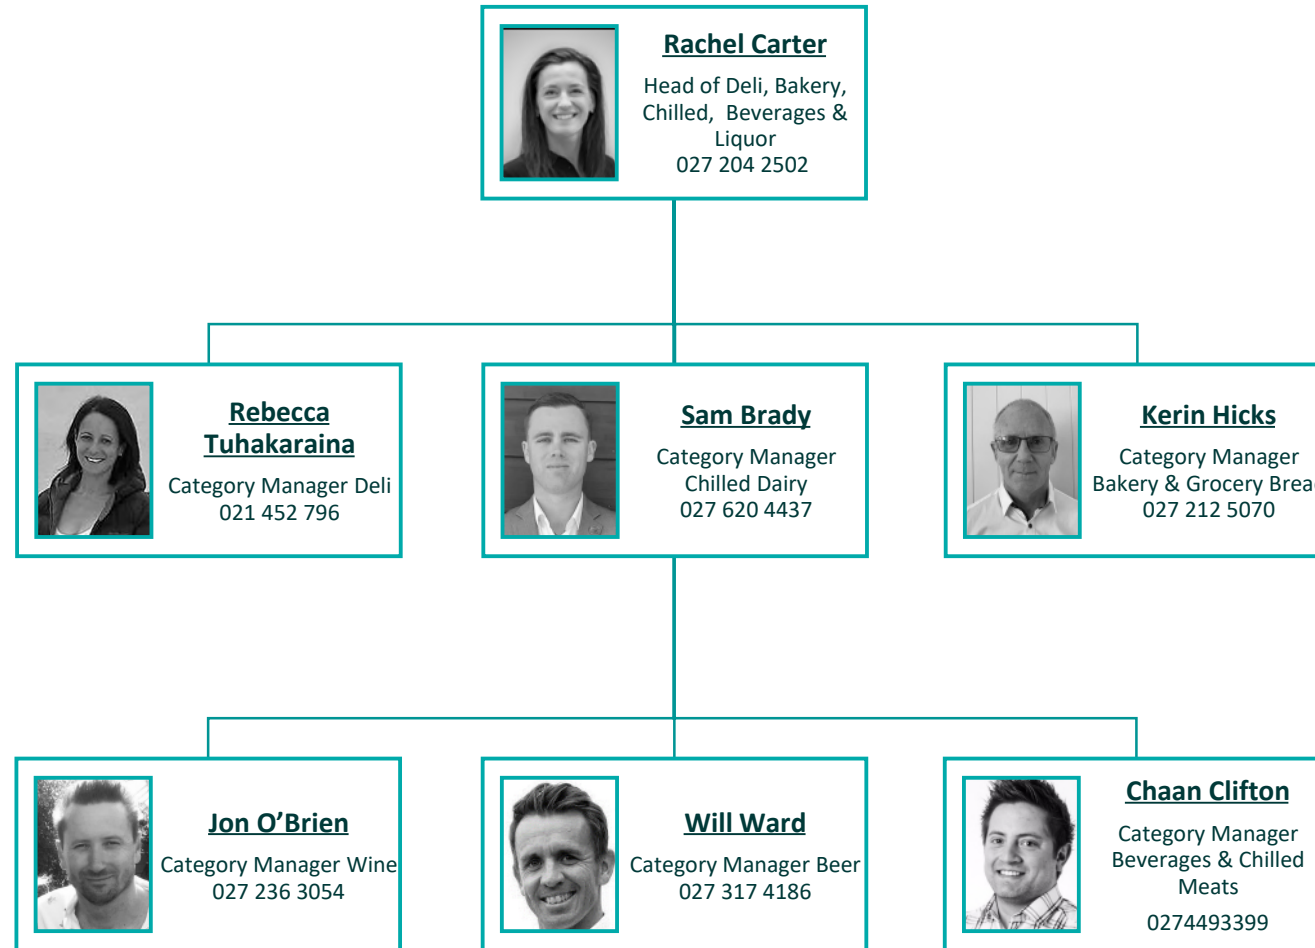 Rachel Carter
Head of Deli, Bakery,
Chilled, Beverages &
Liquor
027 204 2502
Rebecca
Tuhakaraina
Category Manager Deli
021 452 796
Sam Brady
Category Manager
Chilled Dairy
027 620 4437
Kerin Hicks
Category Manager
Bakery & Grocery
027 212 5070
Jon O’Brien
Category Manager Wine
027 236 3054
Will Ward
Category Manager Beer
027 317 4186
Chaan Clifton
Category Manager
Beverages & Chilled
Meats
0274493399